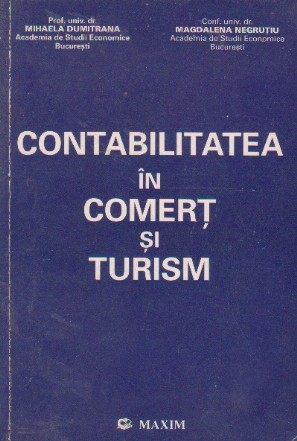 Prof. univ. dr.
MIHAELA DUMITRANA
Academia de Studii Economice
București
Conf. univ. dr.
MAGDALENA NEGRUȚIU
Academia de Studii Economice
București
CONTABILITATEA
ÎN
COMERȚ
ȘI
TURISM
MAXIM